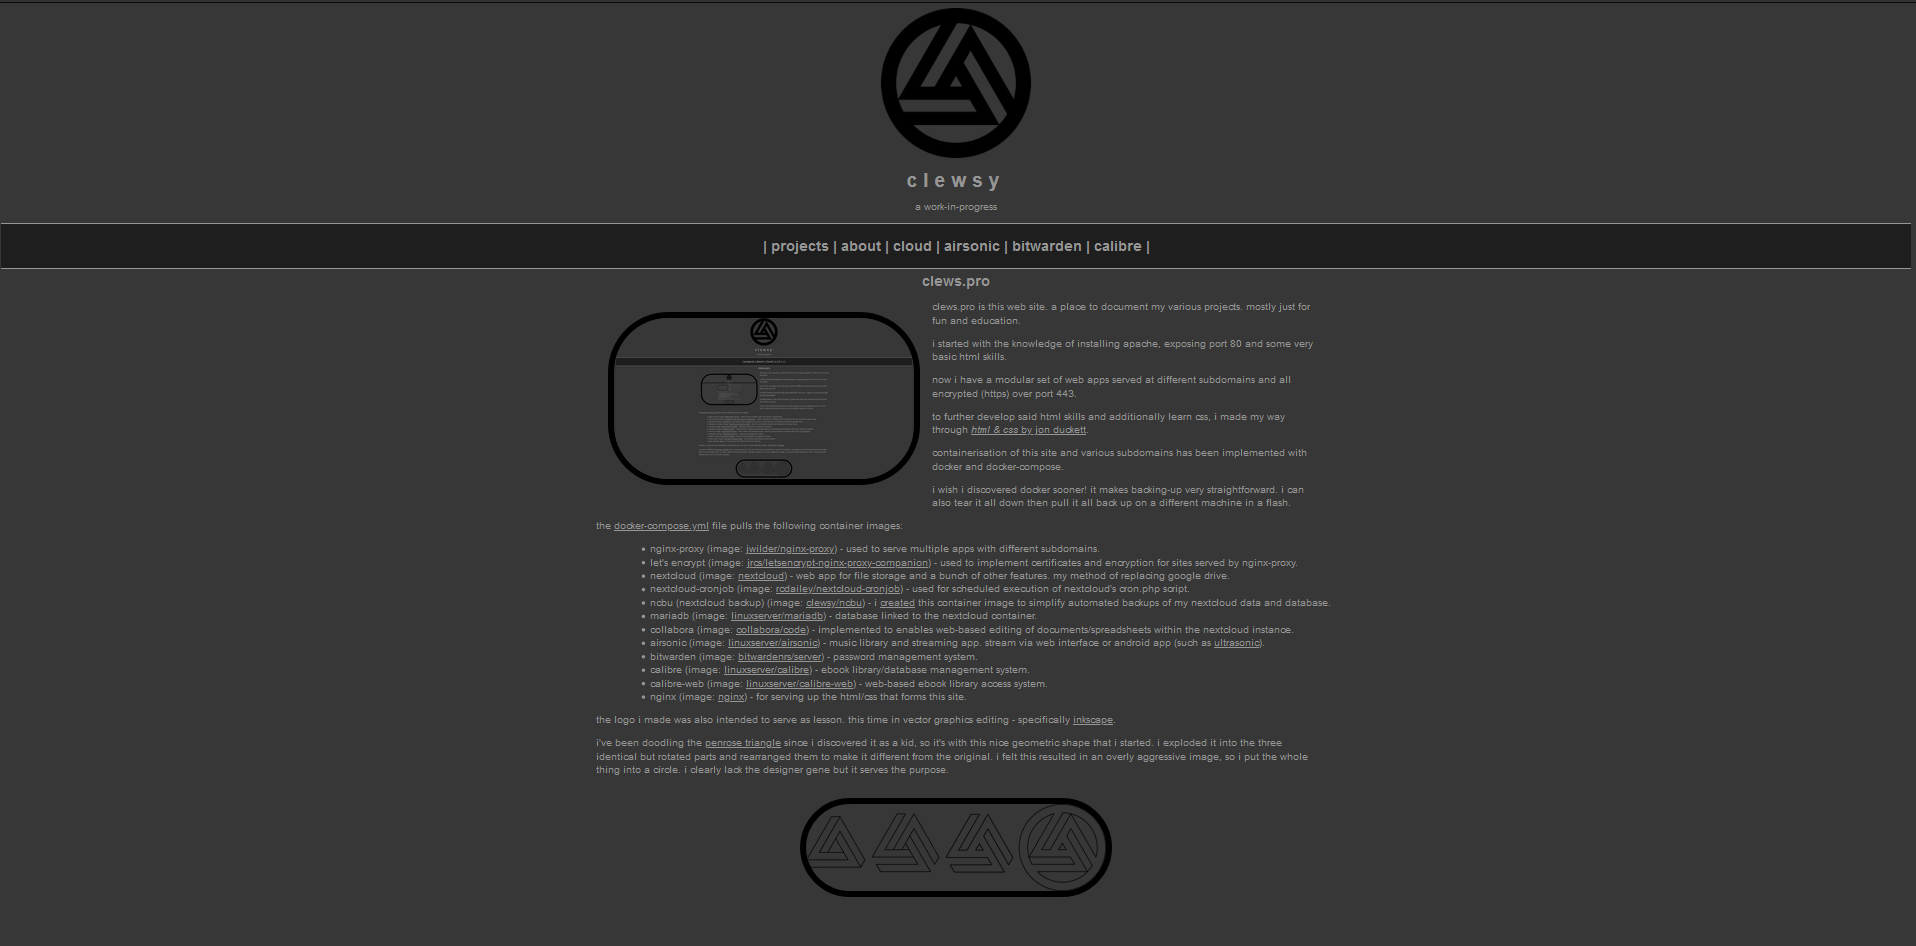 clewsy
a work-in-progress
| projects | about | cloud | airsonic | bitwarden | calibre |
clews.pro
clews.pro is this web site. a place to document my various projects. mostly just for
fun and education.
i started with the knowledge of installing apache, exposing port 80 and some very
basic html skills.
now i have a modular set of web apps served at different subdomains and all
encrypted (https) over port 443.
to further develop said html skills and additionally learn css, i made my way
through html & css by jon duckett.
containerisation of this site and various subdomains has been implemented with
docker and docker-compose.
i wish i discovered docker sooner! it makes backing-up very straightforward. i can
also tear it all down then pull it all back up on a different machine in a flash.
the docker-compose.yml file pulls the following container images:
• nginx-proxy (image: jwilder/nginx-proxy) - used to serve multiple apps with different subdomains.
• let's encrypt (image: jrcs/letsencrypt-nginx-proxy-companion) - used to implement certificates and encryption for sites served by nginx-proxy.
• nextcloud (image: nextcloud) - web app for file storage and a bunch of other features. my method of replacing google drive.
• nextcloud-cronjob (image: rcdailey/nextcloud-cronjob) - used for scheduled execution of nextcloud's cron.php script.
• ncbu (nextcloud backup) (image: clewsy/ncbu) - i created this container image to simplify automated backups of my nextcloud data and database.
• mariadb (image: linuxserver/mariadb) - database linked to the nextcloud container.
• collabora (image: collabora/code) - implemented to enables web-based editing of documents/spreadsheets within the nextcloud instance.
• airsonic (image: linuxserver/airsonic) - music library and streaming app. stream via web interface or android app (such as ultrasonic).
• bitwarden (image: bitwardenrs/server) - password management system.
• calibre (image: linuxserver/calibre) - ebook library/database management system.
• calibre-web (image: linuxserver/calibre-web) - web-based ebook library access system.
• nginx (image: nginx) - for serving up the html/css that forms this site.
the logo i made was also intended to serve as lesson. this time in vector graphics editing - specifically inkscape.
i've been doodling the penrose triangle since i discovered it as a kid, so it's with this nice geometric shape that i started. i exploded it into the three
identical but rotated parts and rearranged them to make it different from the original. i felt this resulted in an overly aggressive image, so i put the whole
thing into a circle. i clearly lack the designer gene but it serves the purpose.